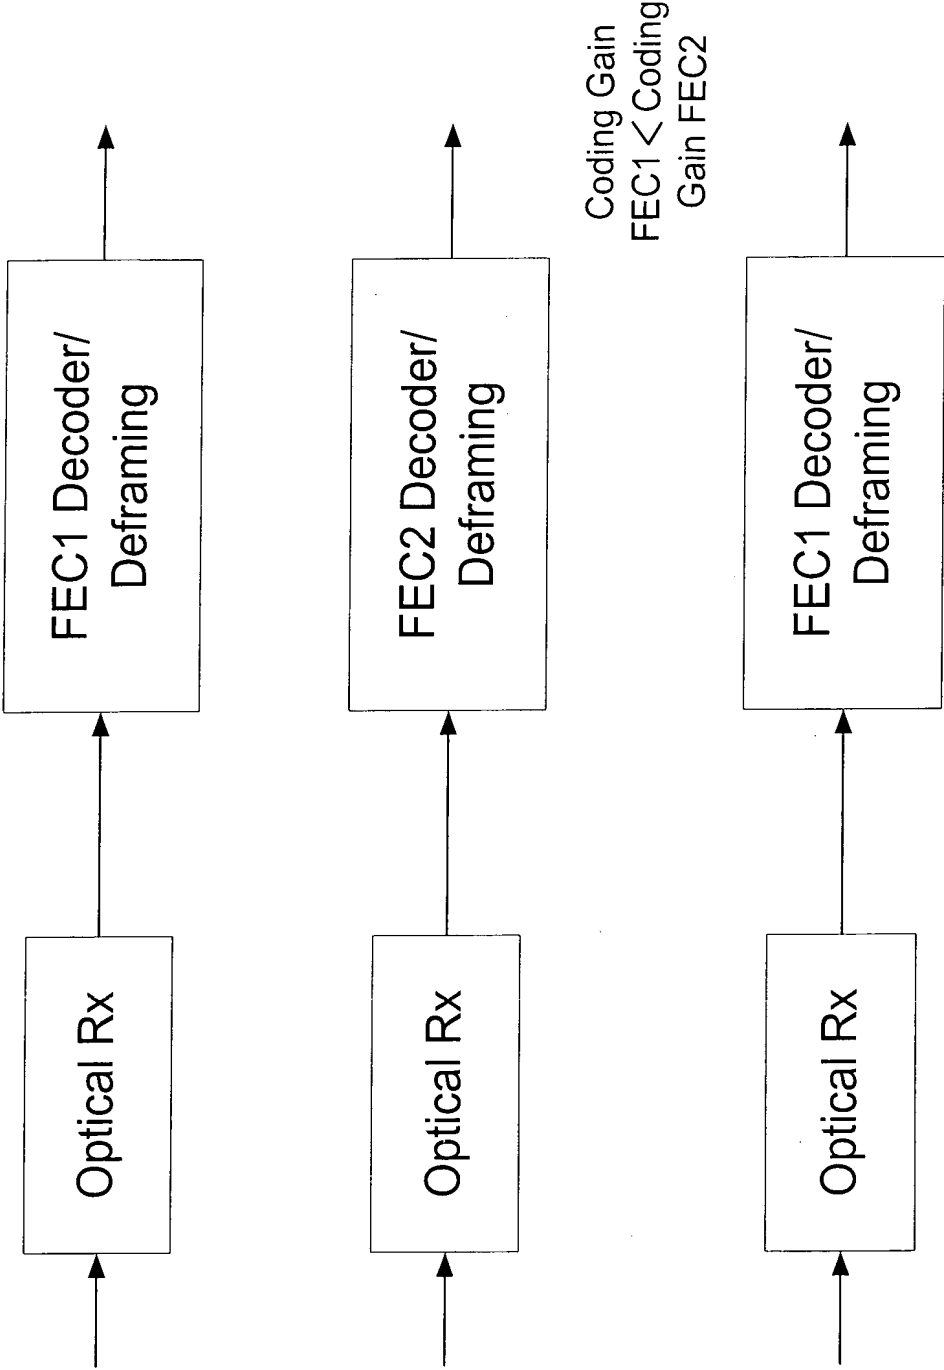 Optical Rx
FEC1 Decoder/
Deframing
Optical Rx
FEC2 Decoder/
Deframing
Coding Gain
FEC1 < Coding
Gain FEC2
Optical Rx
FEC1 Decoder/
Deframing